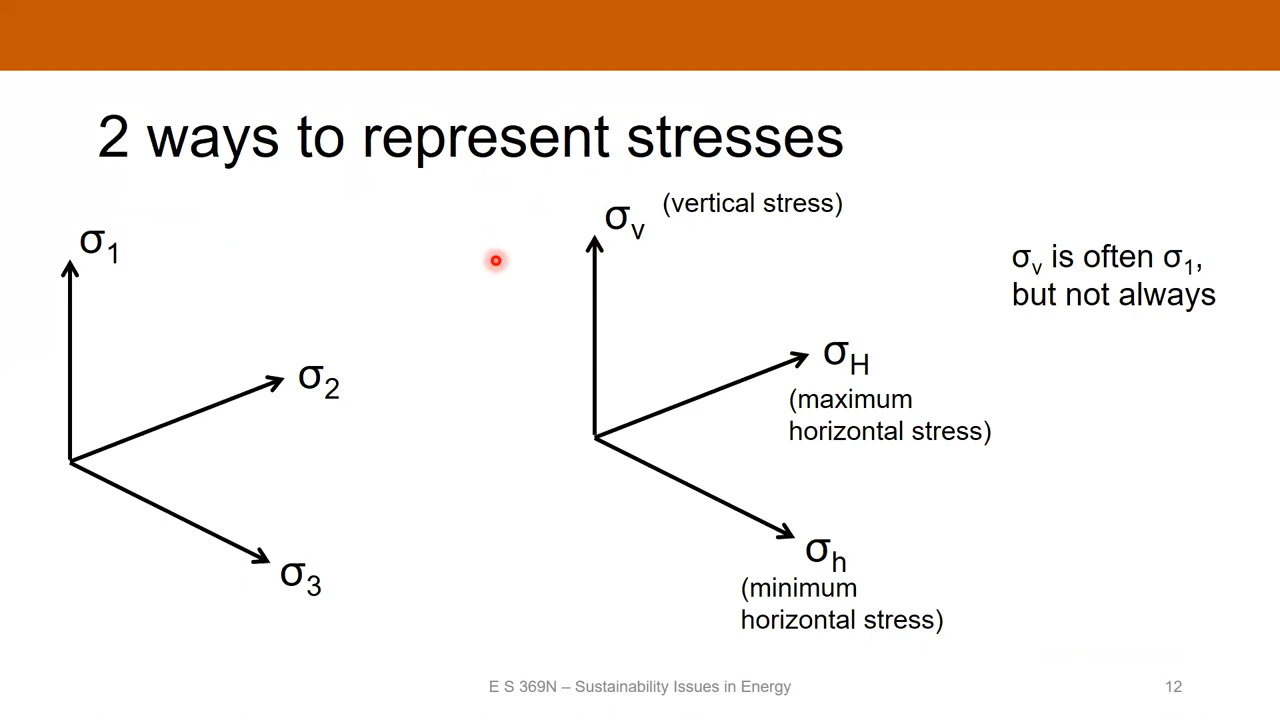 2 ways to represent stresses
σ1
σ2
σ3
σv (vertical stress)
σH
(maximum
horizontal stress)
σh
(minimum
horizontal stress)
σv is often σ1,
but not always
E S 369N – Sustainability Issues in Energy
12